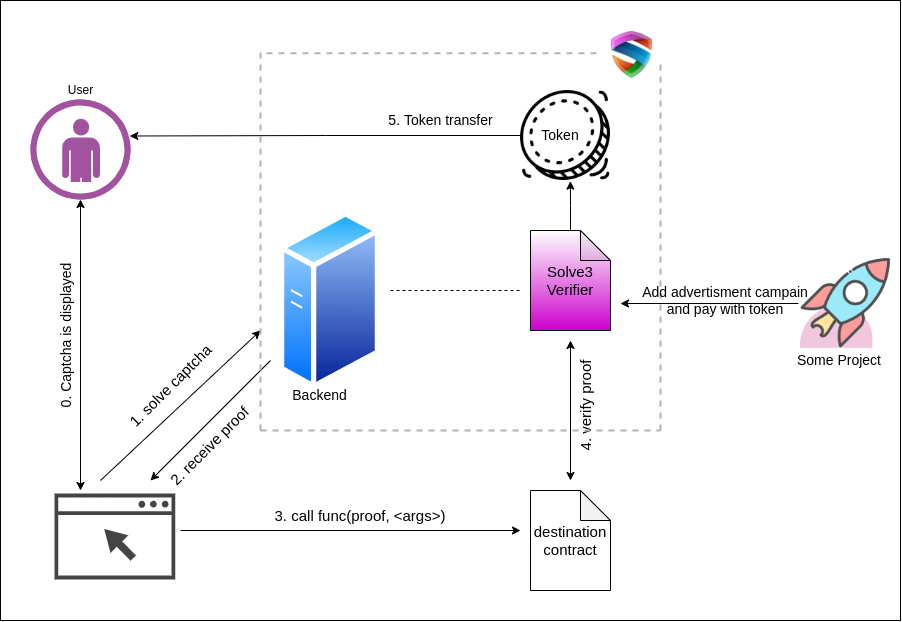 User
5. Token transfer
Token
Solve3
Verifier
Add advertisment campain
and pay with token
Some Project
Backend
0. Captcha is displayed
1. solve captcha
2. receive proof
4. verify proof
3. call func(proof, <args>)
destination
contract